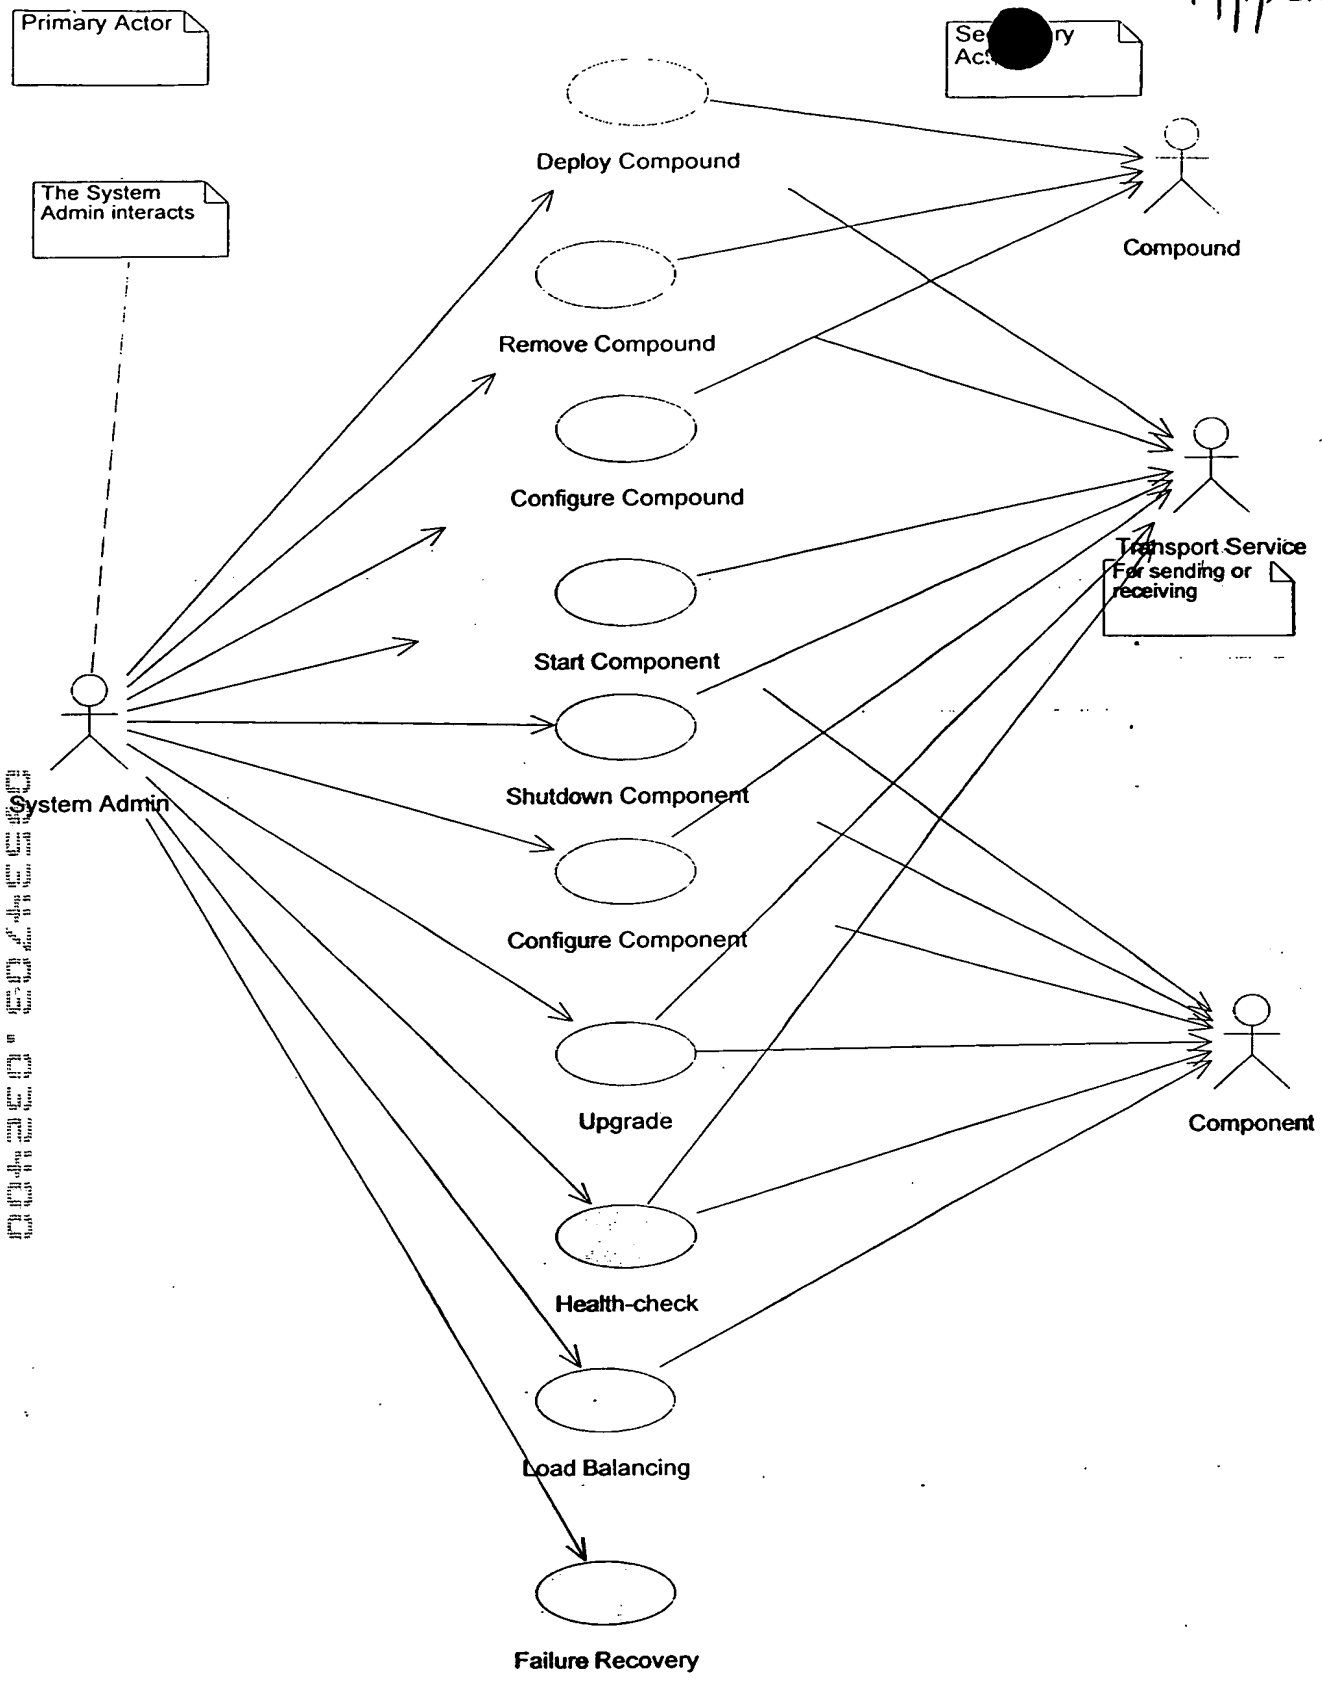 Primary Actor
The System
Admin interacts
Deploy Compound
Compound
Remove Compound
Configure Compound
Transport Service
For sending or
receiving
Start Component
System Admin
Shutdown Component
Configure Component
Upgrade
Component
Health-check
Load Balancing
Failure Recovery